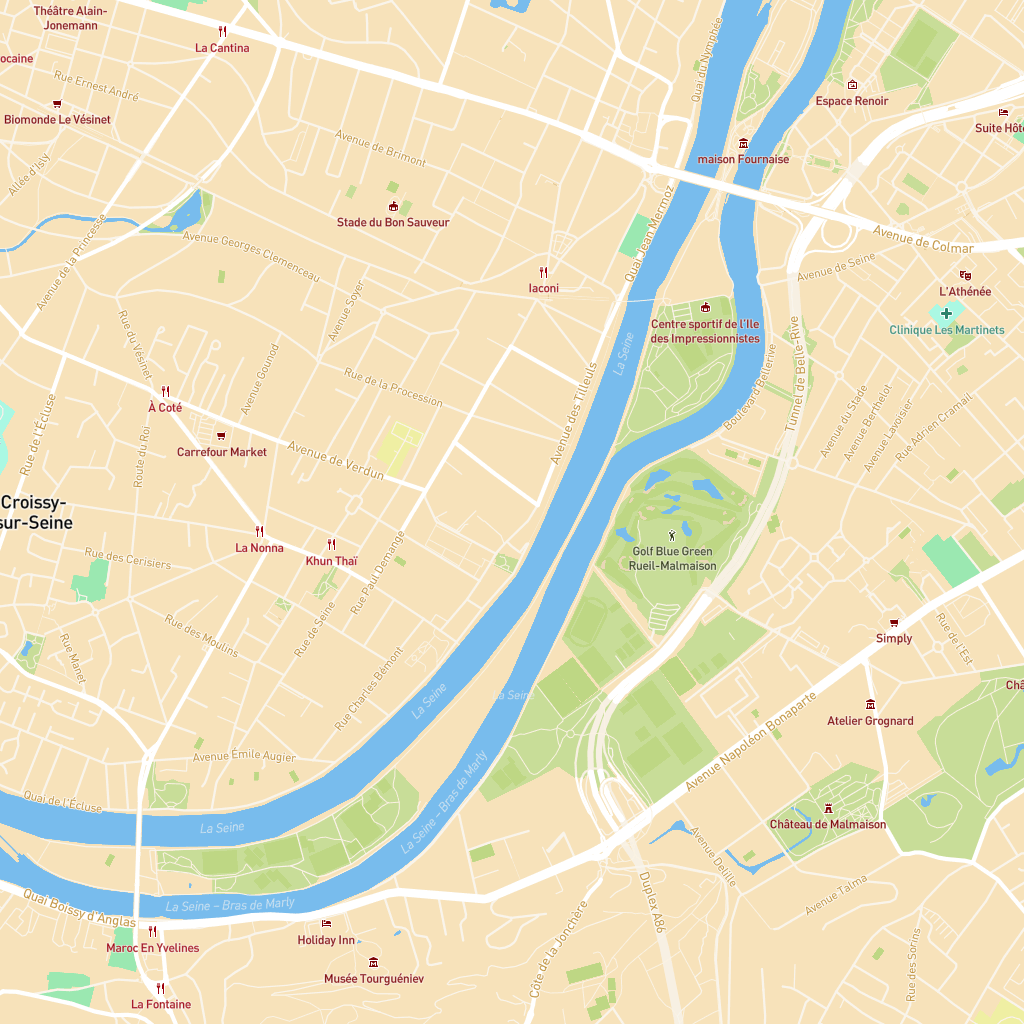 Théâtre Alain-
Jonemann
La Cantina
ocaine
Rue Ernest André
Biomonde Le Vésinet
Quai du Nymphée
Espace Renoir
Suite Hôte
maison Fournaise
Avenue de Brimont
Allée d'Isly
Stade du Bon Sauveur
Quai Jean Mermoz
Avenue de la Princesse
Avenue Georges Clemenceau
Avenue de Colmar
Avenue de Seine
Iaconi
L'Athénée
Avenue Soyer
Centre sportif de l'Ile
des Impressionnistes
Clinique Les Martinets
Rue du Vésinet
La Seine
Tunnel de Belle-Rive
Boulevard Bellerive
Avenue Gounod
Rue de la Procession
À Coté
Avenue des Tilleuls
Avenue du Stade
Avenue Berthelot
Avenue Lavoisier
Rue Adrien Cramail
Rue de l'Écluse
Route du Roi
Carrefour Market
Avenue de Verdun
Croissy-
sur-Seine
La Nonna
Khun Thaï
Rue des Cerisiers
Rue Paul Demange
Golf Blue Green
Rueil-Malmaison
Rue des Moulins
Rue de Seine
Rue Manet
Rue Charles Bémont
Simply
Rue de l'Est
La Seine
La Seine
Châ
Atelier Grognard
Avenue Napoléon Bonaparte
Avenue Émile Augier
La Seine – Bras de Marly
Quai de l'Écluse
La Seine
Château de Malmaison
Avenue Delille
Duplex A86
Avenue Talma
Quai Boissy d'Anglas
La Seine – Bras de Marly
Maroc En Yvelines
Holiday Inn
Côte de la Jonchère
Rue des Sorins
Musée Tourguéniev
La Fontaine